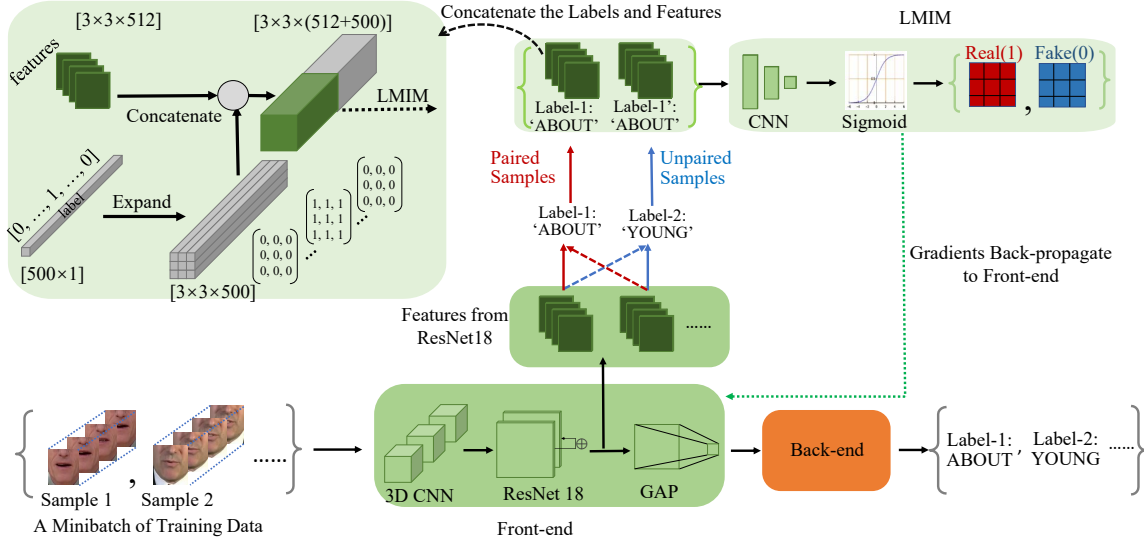 [3×3×512]
[3×3×(512+500)]
features
Concatenate
LMIM
[0, ..., 1, ..., 0]
label
Expand
[500×1]
[3×3×500]
0, 0, 0
0, 0, 0
0, 0, 0
...
1, 1, 1
1, 1, 1
1, 1, 1
...
0, 0, 0
0, 0, 0
0, 0, 0
Concatenate the Labels and Features
Label-1:
‘ABOUT’
Label-1’:
‘ABOUT’
LMIM
CNN
Sigmoid
Real(1)
,
Fake(0)
Paired
Samples
Unpaired
Samples
Label-1:
‘ABOUT’
Label-2:
‘YOUNG’
Gradients Back-propagate
to Front-end
Features from
ResNet18
......
Sample 1
,
Sample 2
......
A Minibatch of Training Data
3D CNN
ResNet 18
GAP
Front-end
Back-end
Label-1:
ABOUT
,
Label-2:
YOUNG
......